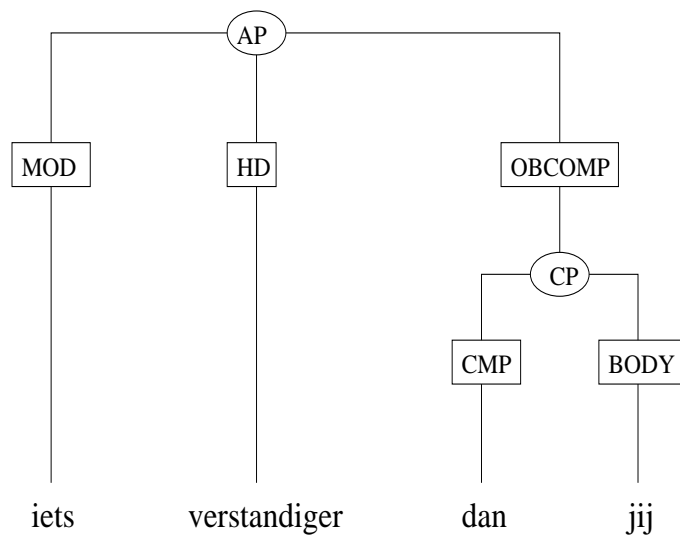 AP
MOD HD OBCOMP
CP
CMP BODY
iets verstandiger dan jij